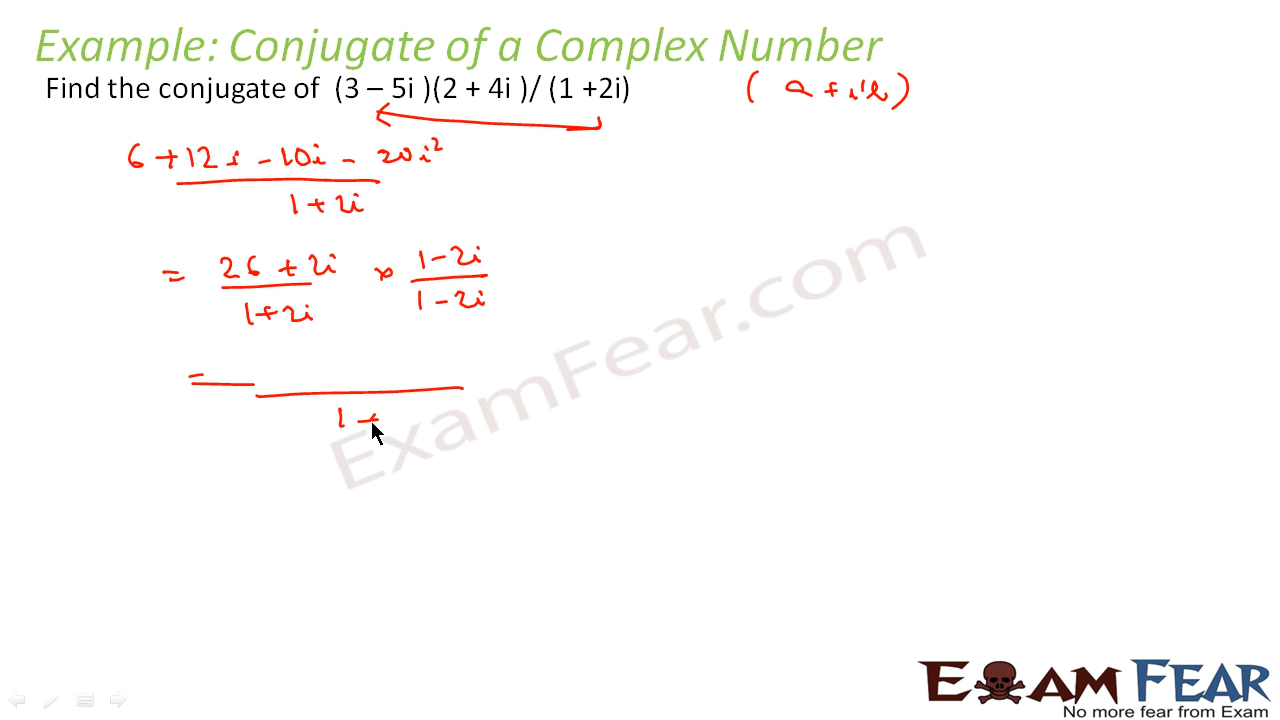 Example: Conjugate of a Complex Number
Find the conjugate of (3 – 5i )(2 + 4i )/ (1 +2i)
( a + ib )
6 + 12i - 10i - 20i²
1 + 2i
= 26 + 2i × 1 - 2i
1 + 2i 1 - 2i
=
1 +
ExamFear.com
EXAM FEAR
No more fear from Exam